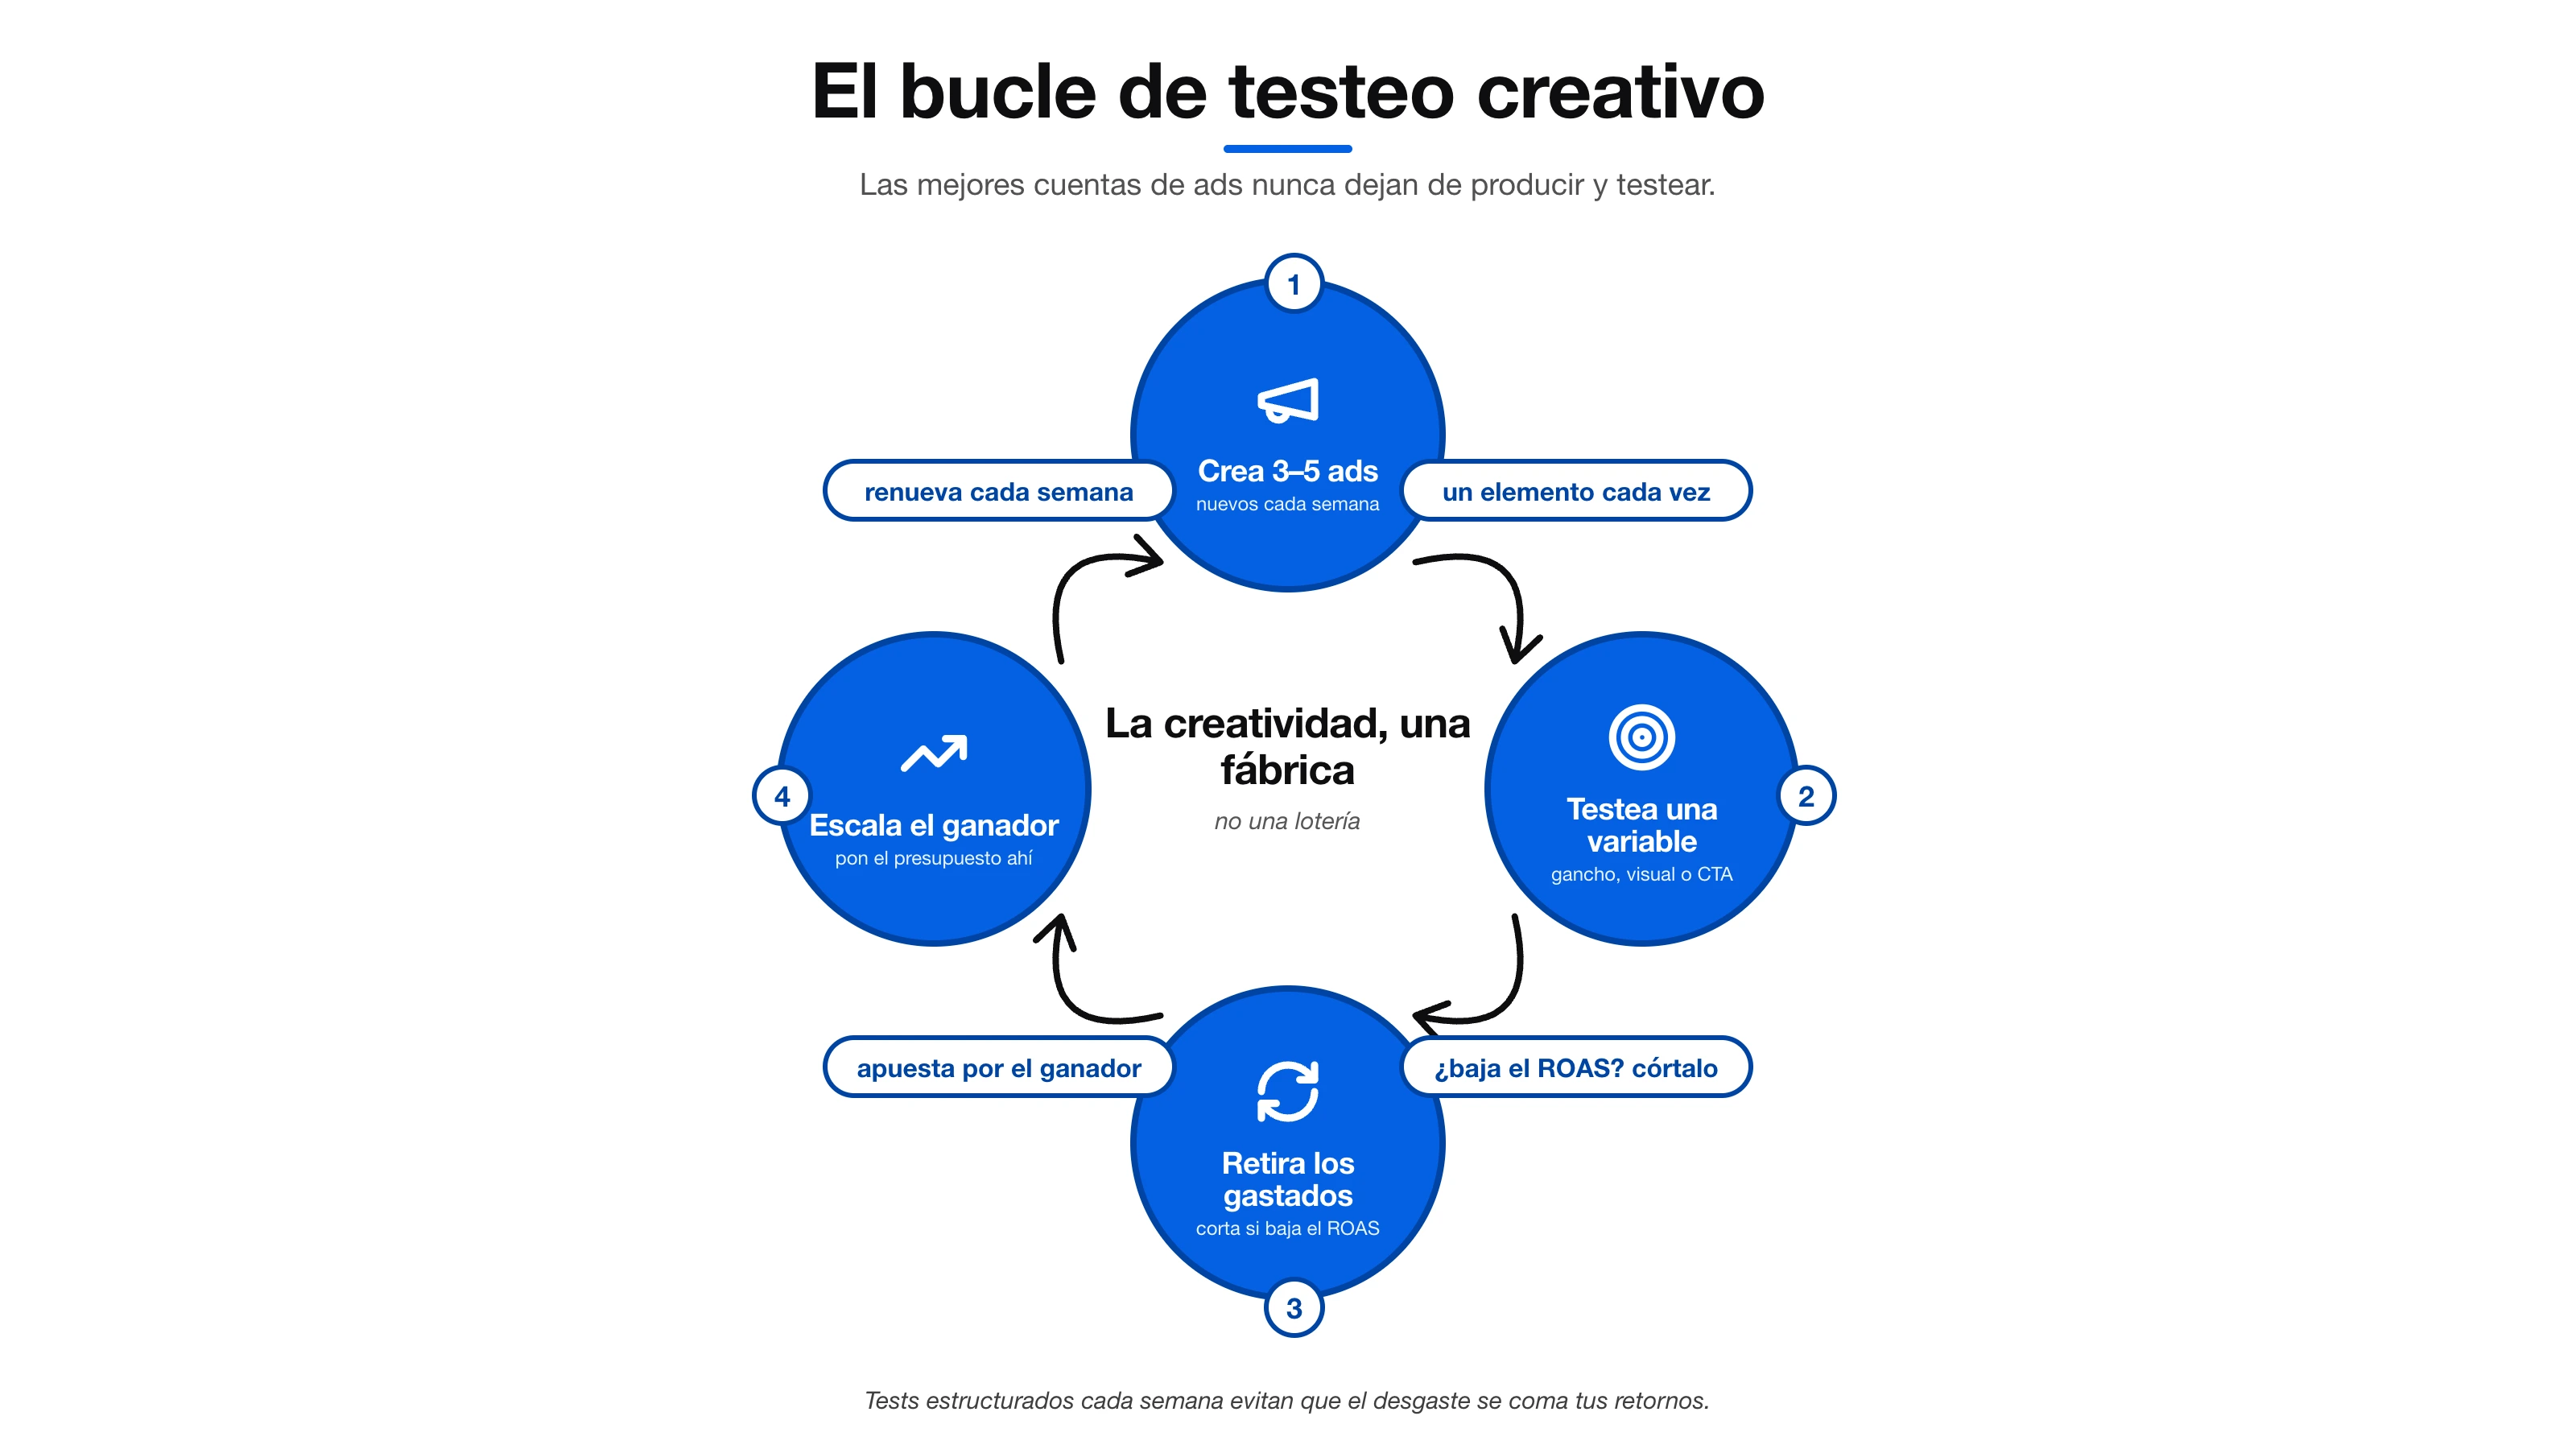 El bucle de testeo creativo
Las mejores cuentas de ads nunca dejan de producir y testear.
1
Crea 3–5 ads
nuevos cada semana
renueva cada semana
un elemento cada vez
La creatividad, una
fábrica
no una lotería
2
Testea una
variable
gancho, visual o CTA
4
Escala el ganador
pon el presupuesto ahí
apuesta por el ganador
¿baja el ROAS? córtalo
Retira los
gastados
corta si baja el ROAS
3
Tests estructurados cada semana evitan que el desgaste se coma tus retornos.